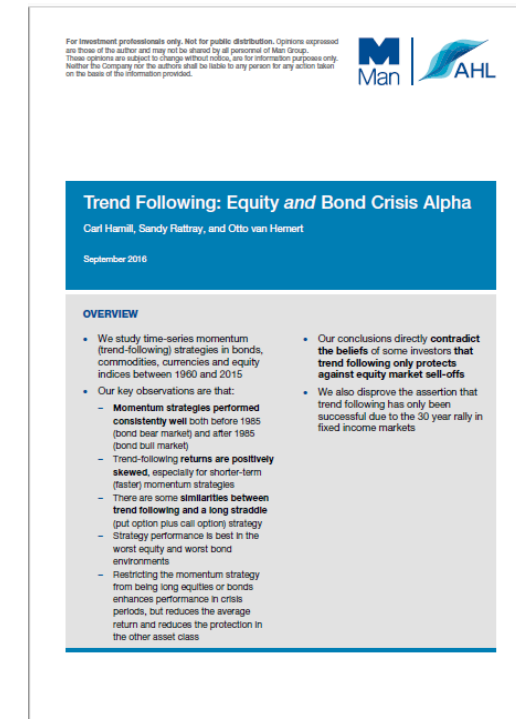 For investment professionals only. Not for public distribution. Opinions expressed
are those of the author and may not be shared by all personnel of Man Group.
These opinions are subject to change without notice, are for information purposes only.
Neither the Company nor the authors shall be liable to any person for any action taken
on the basis of the information provided.
Man
AHL
Trend Following: Equity and Bond Crisis Alpha
Carl Hamill, Sandy Rattray, and Otto van Hemert
September 2016
OVERVIEW
• We study time-series momentum
(trend-following) strategies in bonds,
commodities, currencies and equity
indices between 1960 and 2015
• Our key observations are that:
– Momentum strategies performed
consistently well both before 1985
(bond bear market) and after 1985
(bond bull market)
– Trend-following returns are positively
skewed, especially for shorter-term
(faster) momentum strategies
– There are some similarities between
trend following and a long straddle
(put option plus call option) strategy
– Strategy performance is best in the
worst equity and worst bond
environments
– Restricting the momentum strategy
from being long equities or bonds
enhances performance in crisis
periods, but reduces the average
return and reduces the protection in
the other asset class
• Our conclusions directly contradict
the beliefs of some investors that
trend following only protects
against equity market sell-offs
• We also disprove the assertion that
trend following has only been
successful due to the 30 year rally in
fixed income markets